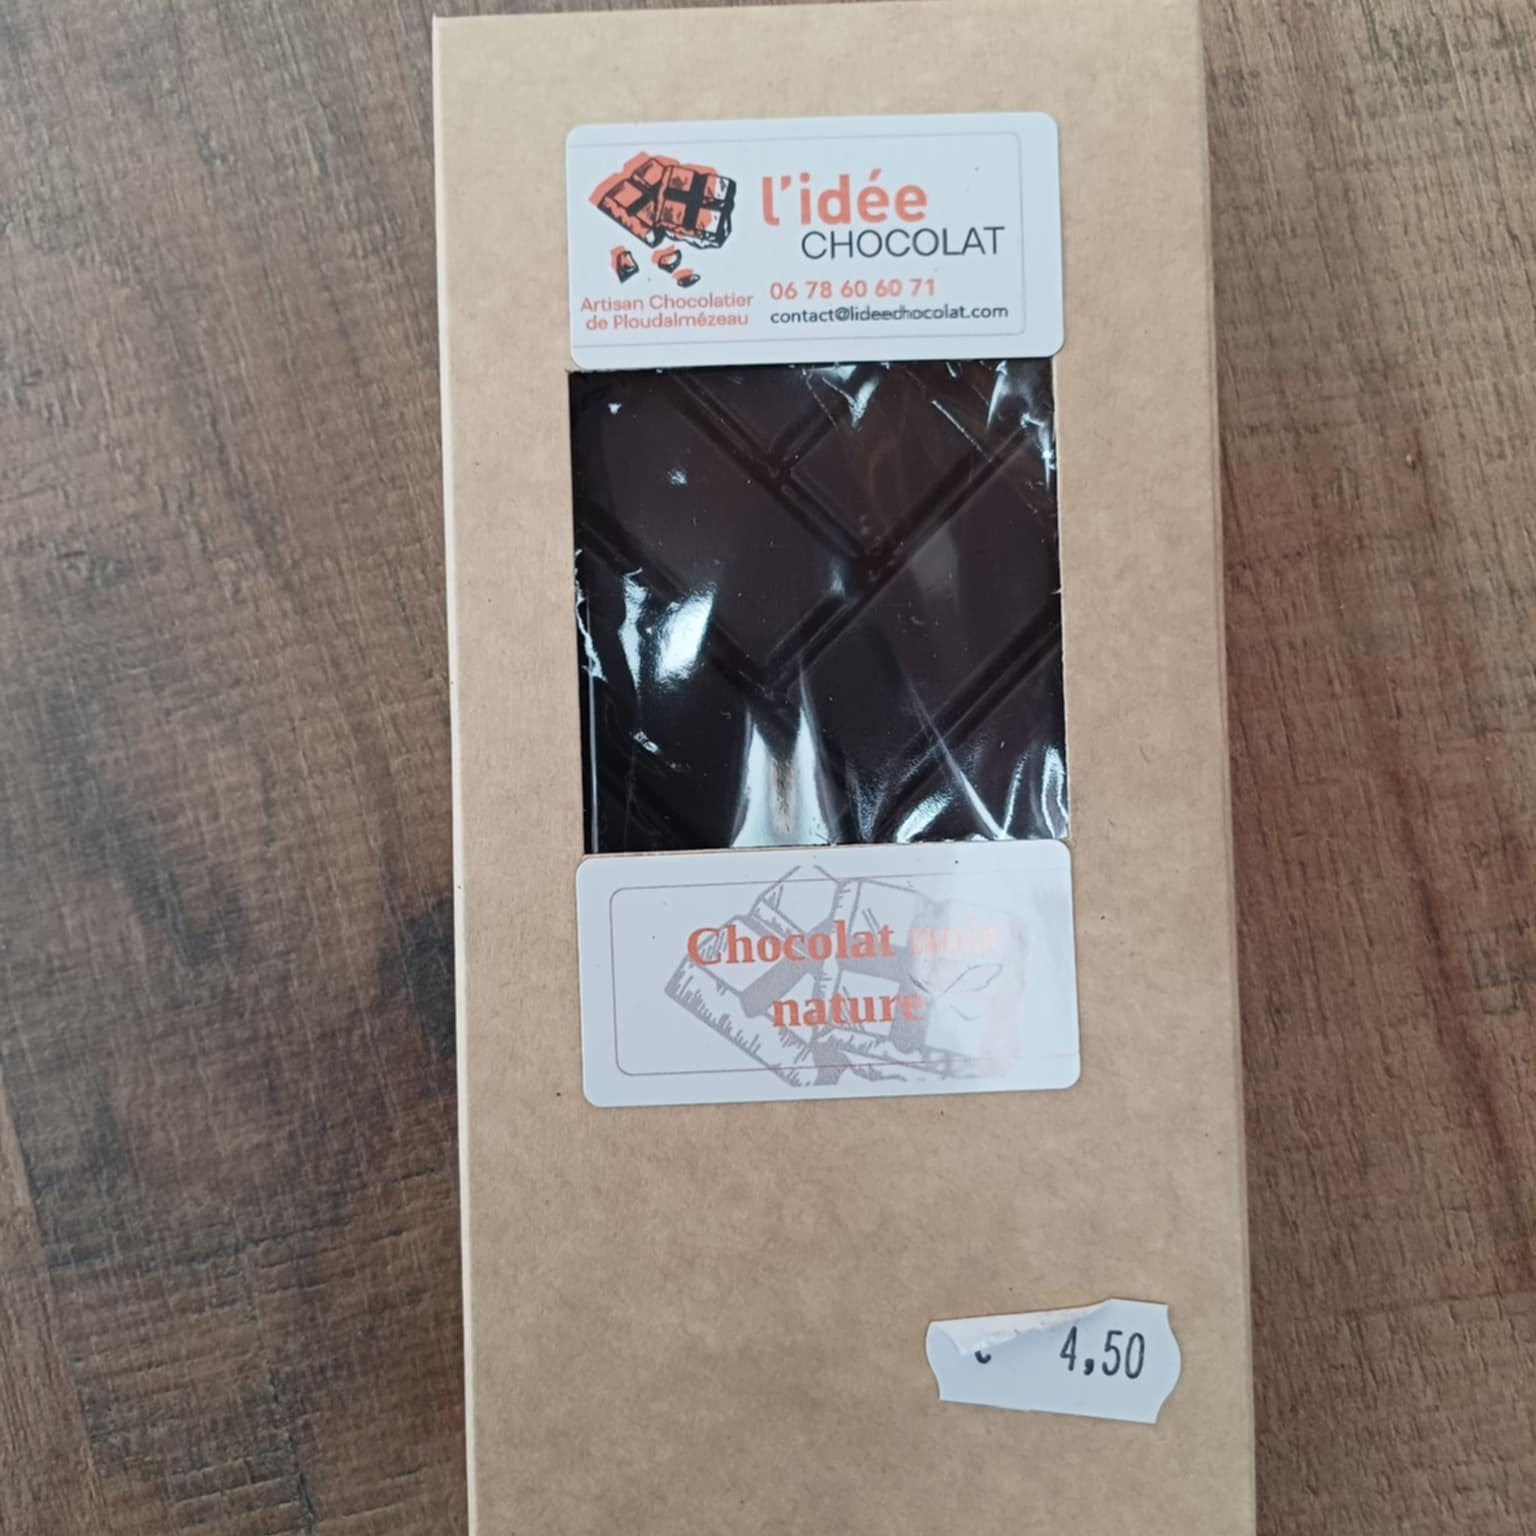 l'idée
CHOCOLAT
Artisan Chocolatier
de Ploudalmézeau
06 78 60 60 71
contact@lideechocolat.com
Chocolat noir
nature
4,50